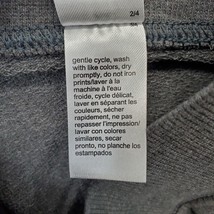 2/4
gentle cycle, wash
with like colors, dry
promptly, do not iron
prints/laver à la
machine à l'eau
froide, cycle délicat,
laver en séparant les
couleurs, sécher
rapidement, ne pas
repasser l'impression/
lavar con colores
similares, secar
pronto, no planche los
estampados